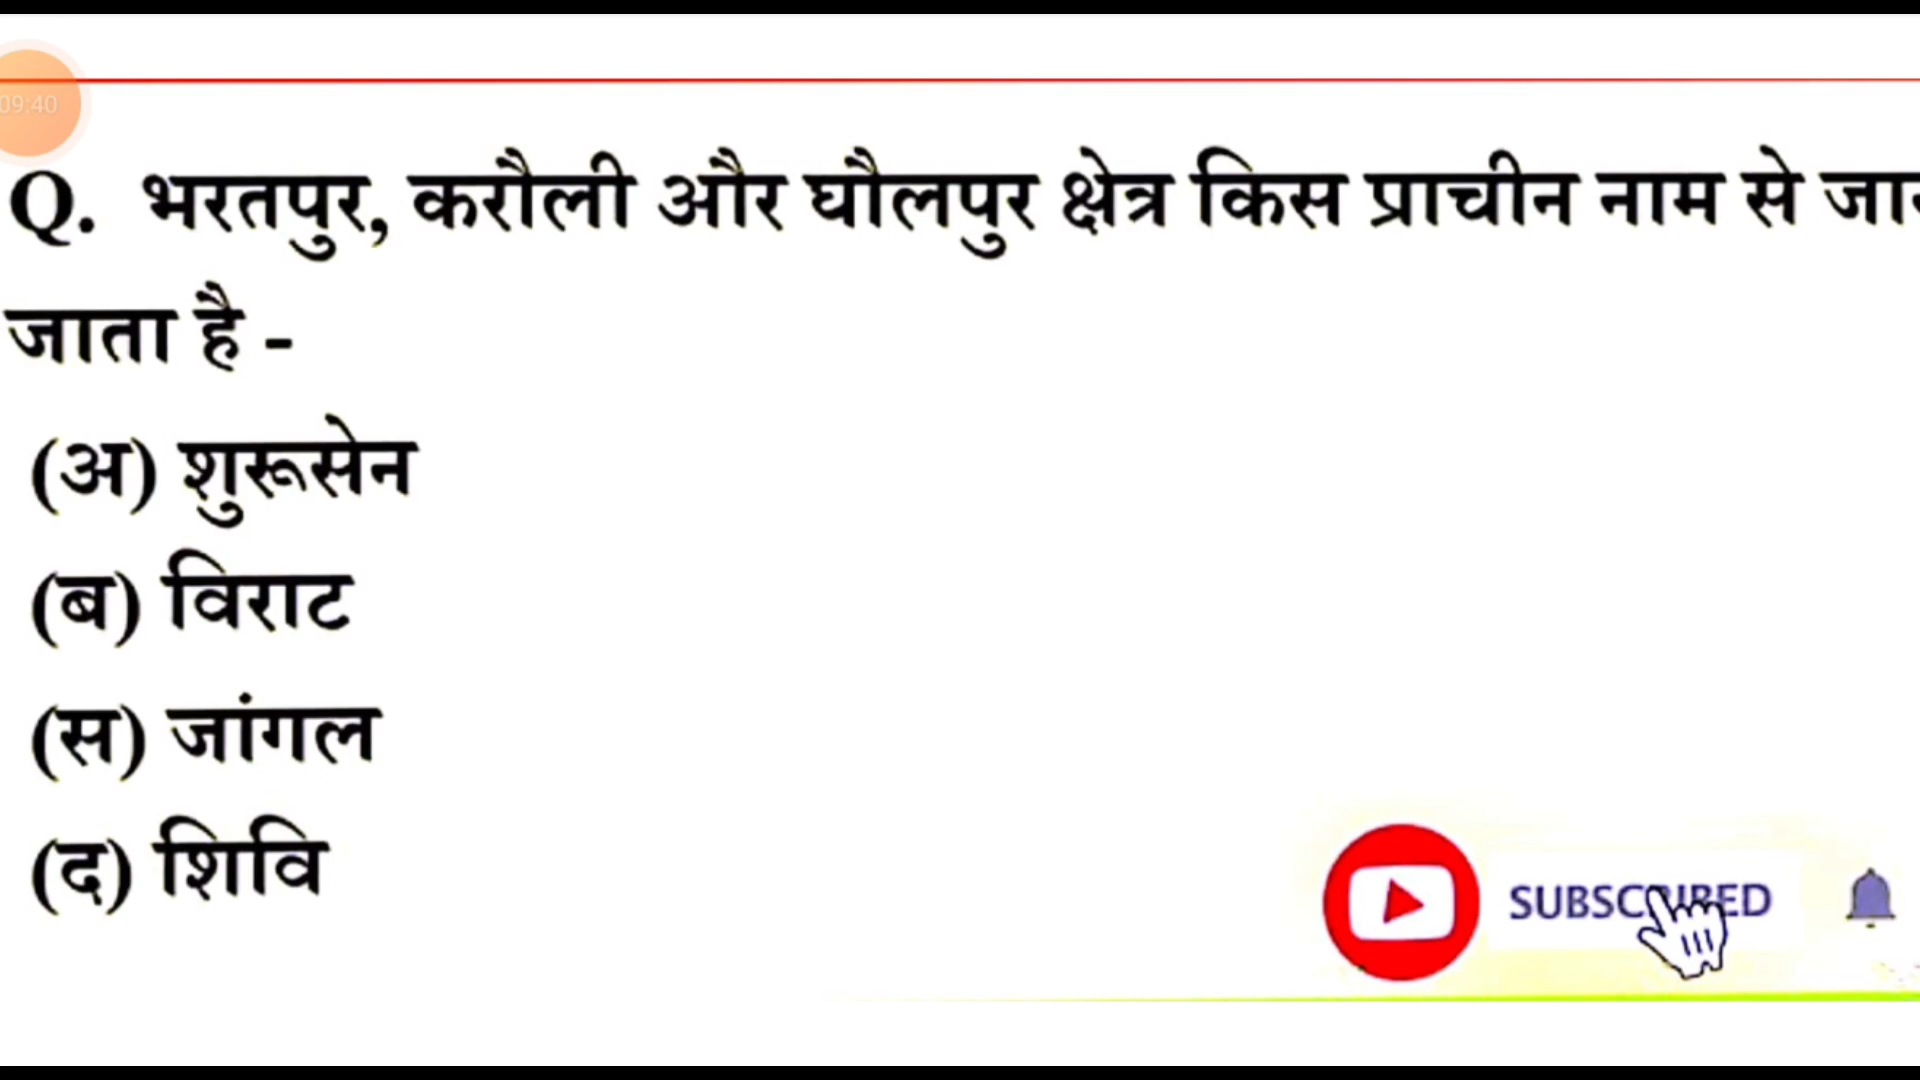 09:40
Q. भरतपुर, करौली और घौलपुर क्षेत्र किस प्राचीन नाम से
जाता है -
(अ) शुरूसेन
(ब) विराट
(स) जांगल
(द) शिवि
SUBSCRIBED